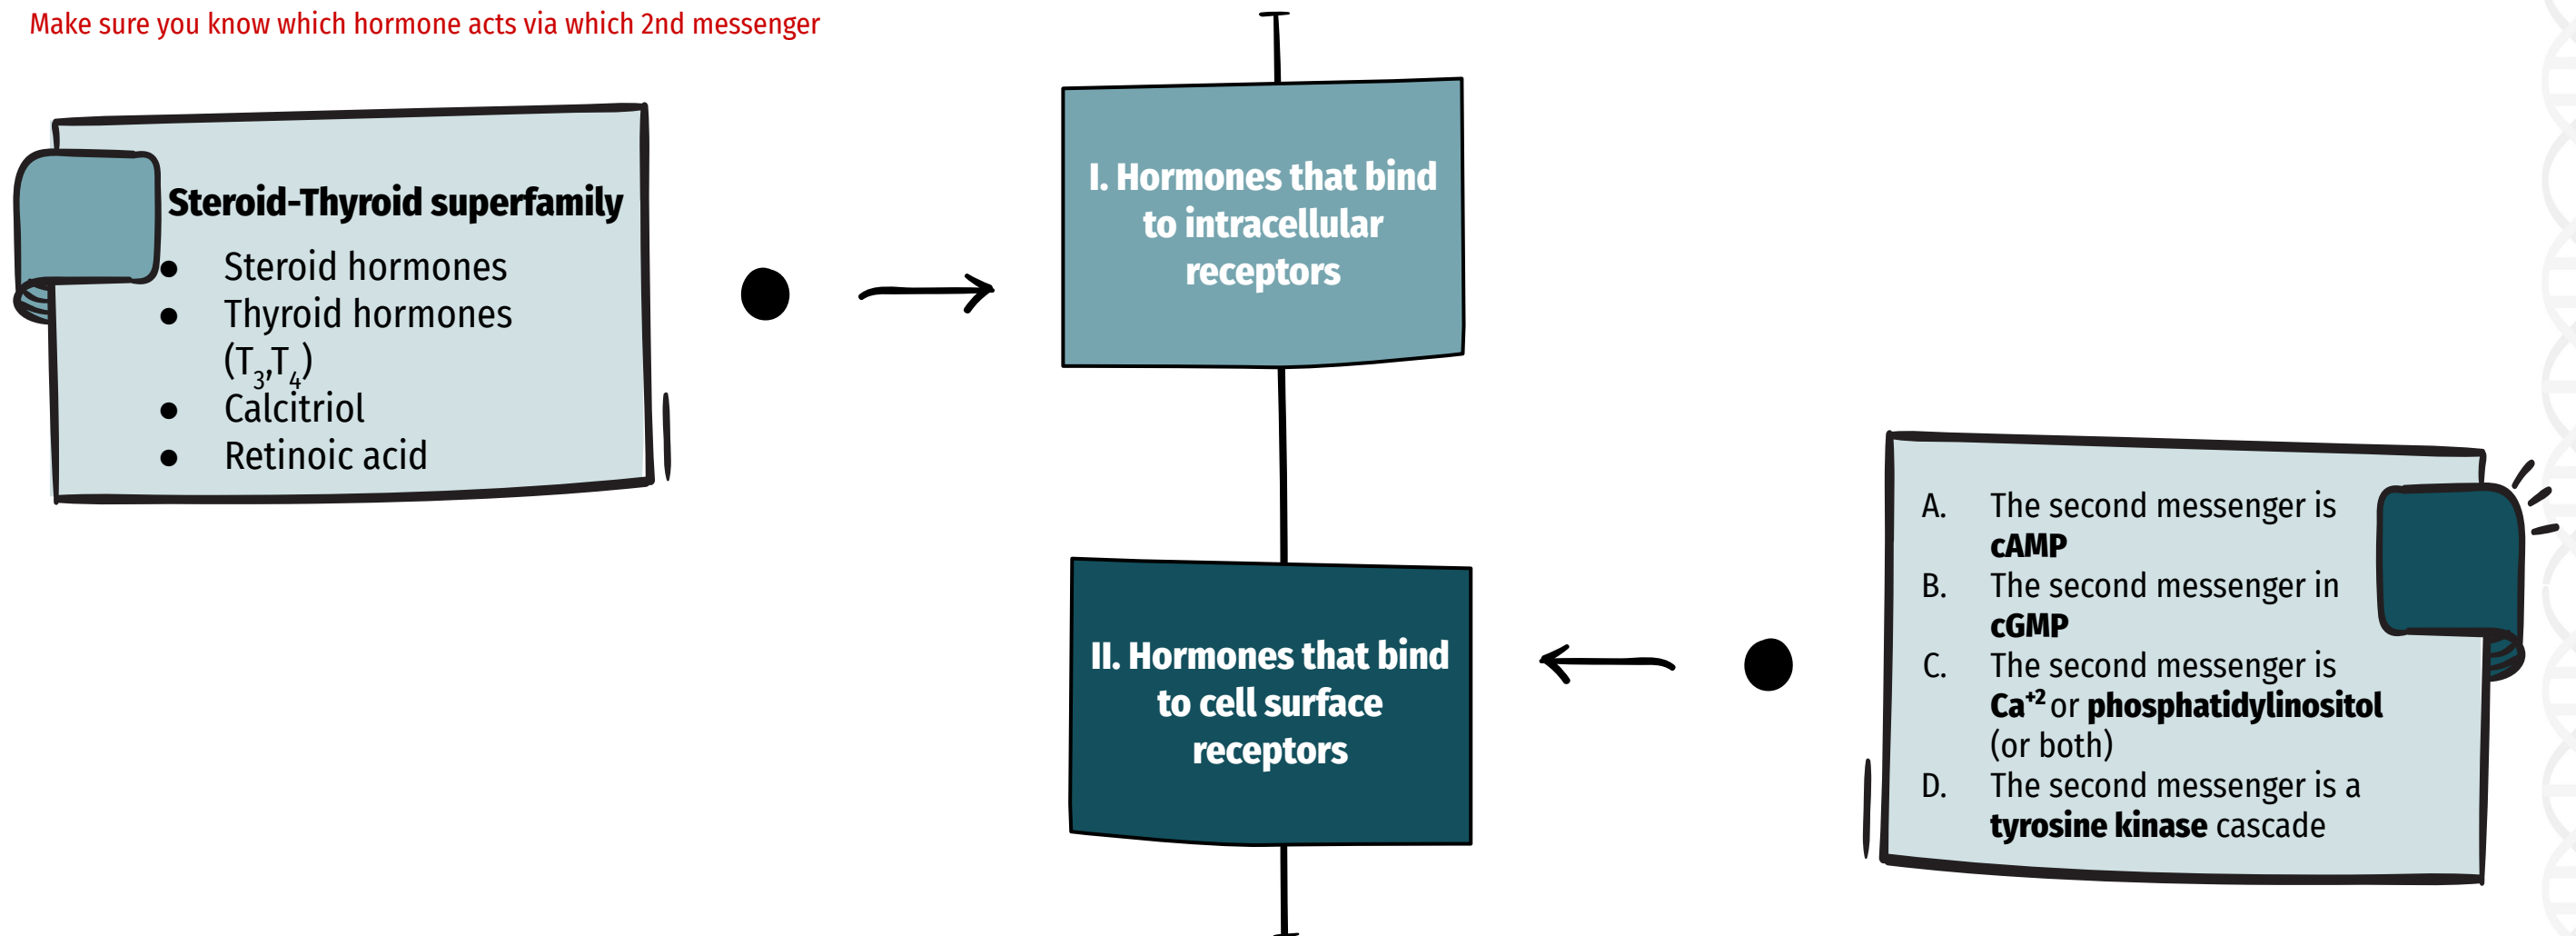 Make sure you know which hormone acts via which 2nd messenger
Steroid-Thyroid superfamily
● Steroid hormones
● Thyroid hormones
(T₃,T₄)
● Calcitriol
● Retinoic acid
I. Hormones that bind
to intracellular
receptors
II. Hormones that bind
to cell surface
receptors
A. The second messenger is
cAMP
B. The second messenger in
cGMP
C. The second messenger is
Ca⁺² or phosphatidylinositol
(or both)
D. The second messenger is a
tyrosine kinase cascade